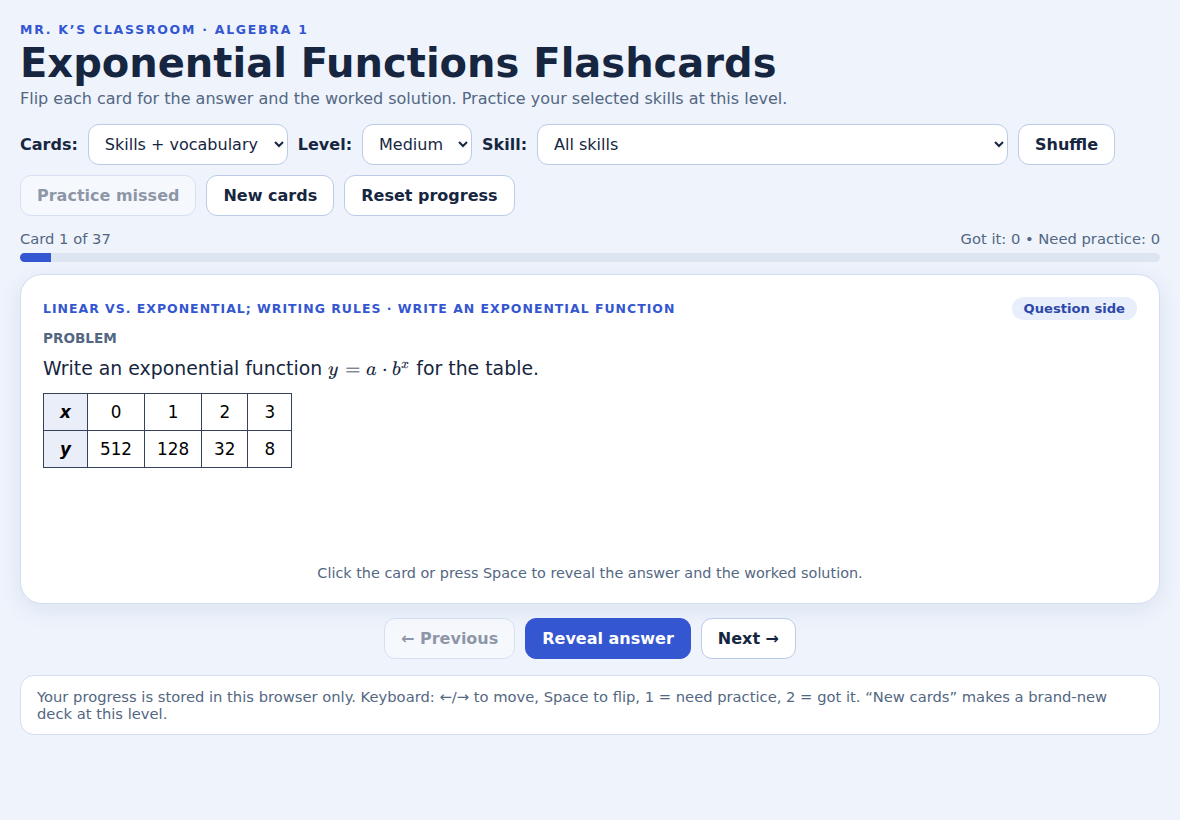 MR. K’S CLASSROOM · ALGEBRA 1
Exponential Functions Flashcards
Flip each card for the answer and the worked solution. Practice your selected skills at this level.
Cards: Skills + vocabulary Level: Medium Skill: All skills Shuffle
Practice missed New cards Reset progress
Card 1 of 37 Got it: 0 • Need practice: 0
LINEAR VS. EXPONENTIAL; WRITING RULES · WRITE AN EXPONENTIAL FUNCTION Question side
PROBLEM
Write an exponential function y = a · bˣ for the table.
x 0 1 2 3
y 512 128 32 8
Click the card or press Space to reveal the answer and the worked solution.
← Previous Reveal answer Next →
Your progress is stored in this browser only. Keyboard: ←/→ to move, Space to flip, 1 = need practice, 2 = got it. “New cards” makes a brand-new
deck at this level.